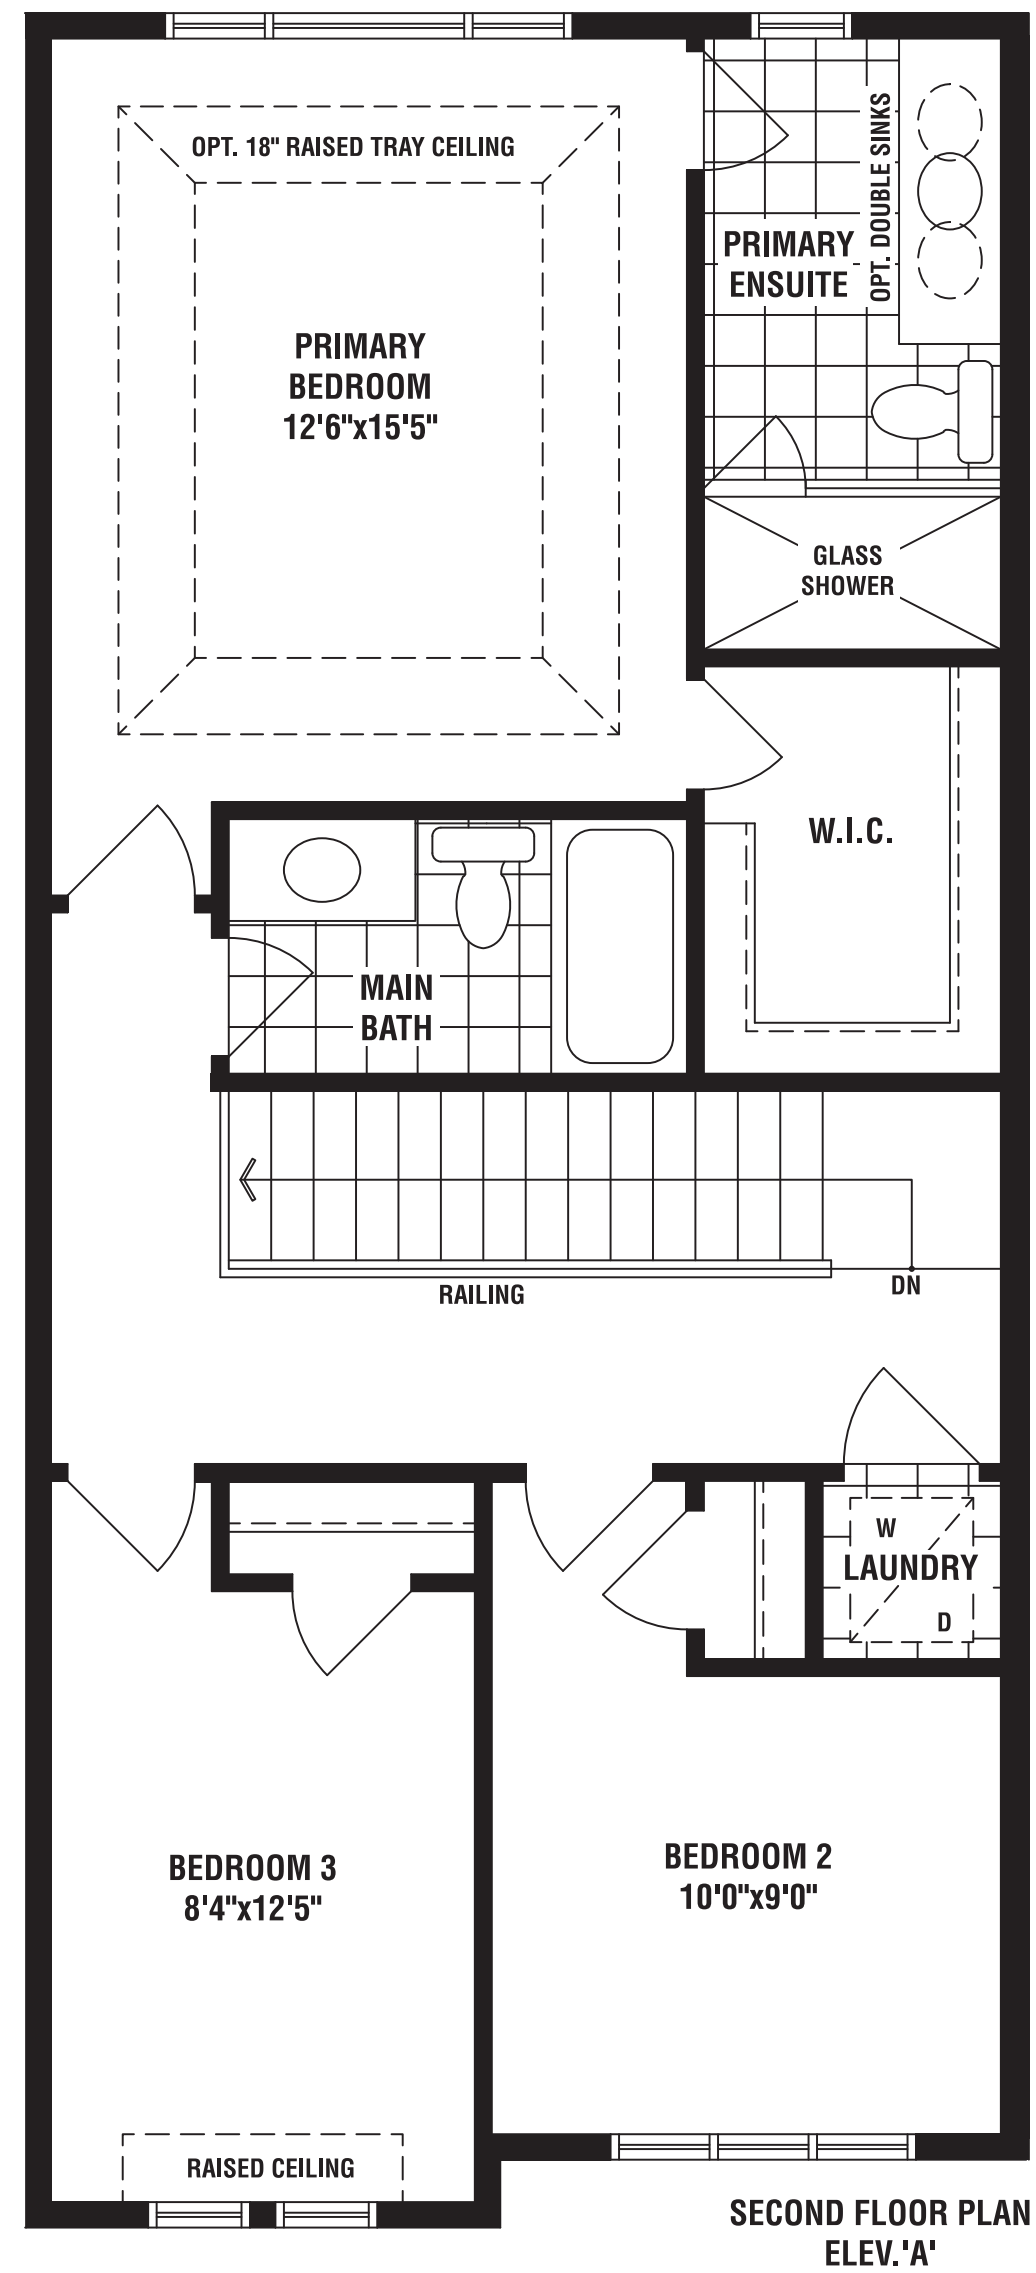 OPT. 18" RAISED TRAY CEILING
OPT. DOUBLE SINKS
PRIMARY
ENSUITE
PRIMARY
BEDROOM
12'6"x15'5"
GLASS
SHOWER
W.I.C.
MAIN
BATH
RAILING
DN
W
LAUNDRY
D
BEDROOM 3
8'4"x12'5"
BEDROOM 2
10'0"x9'0"
RAISED CEILING
SECOND FLOOR PLAN
ELEV.'A'